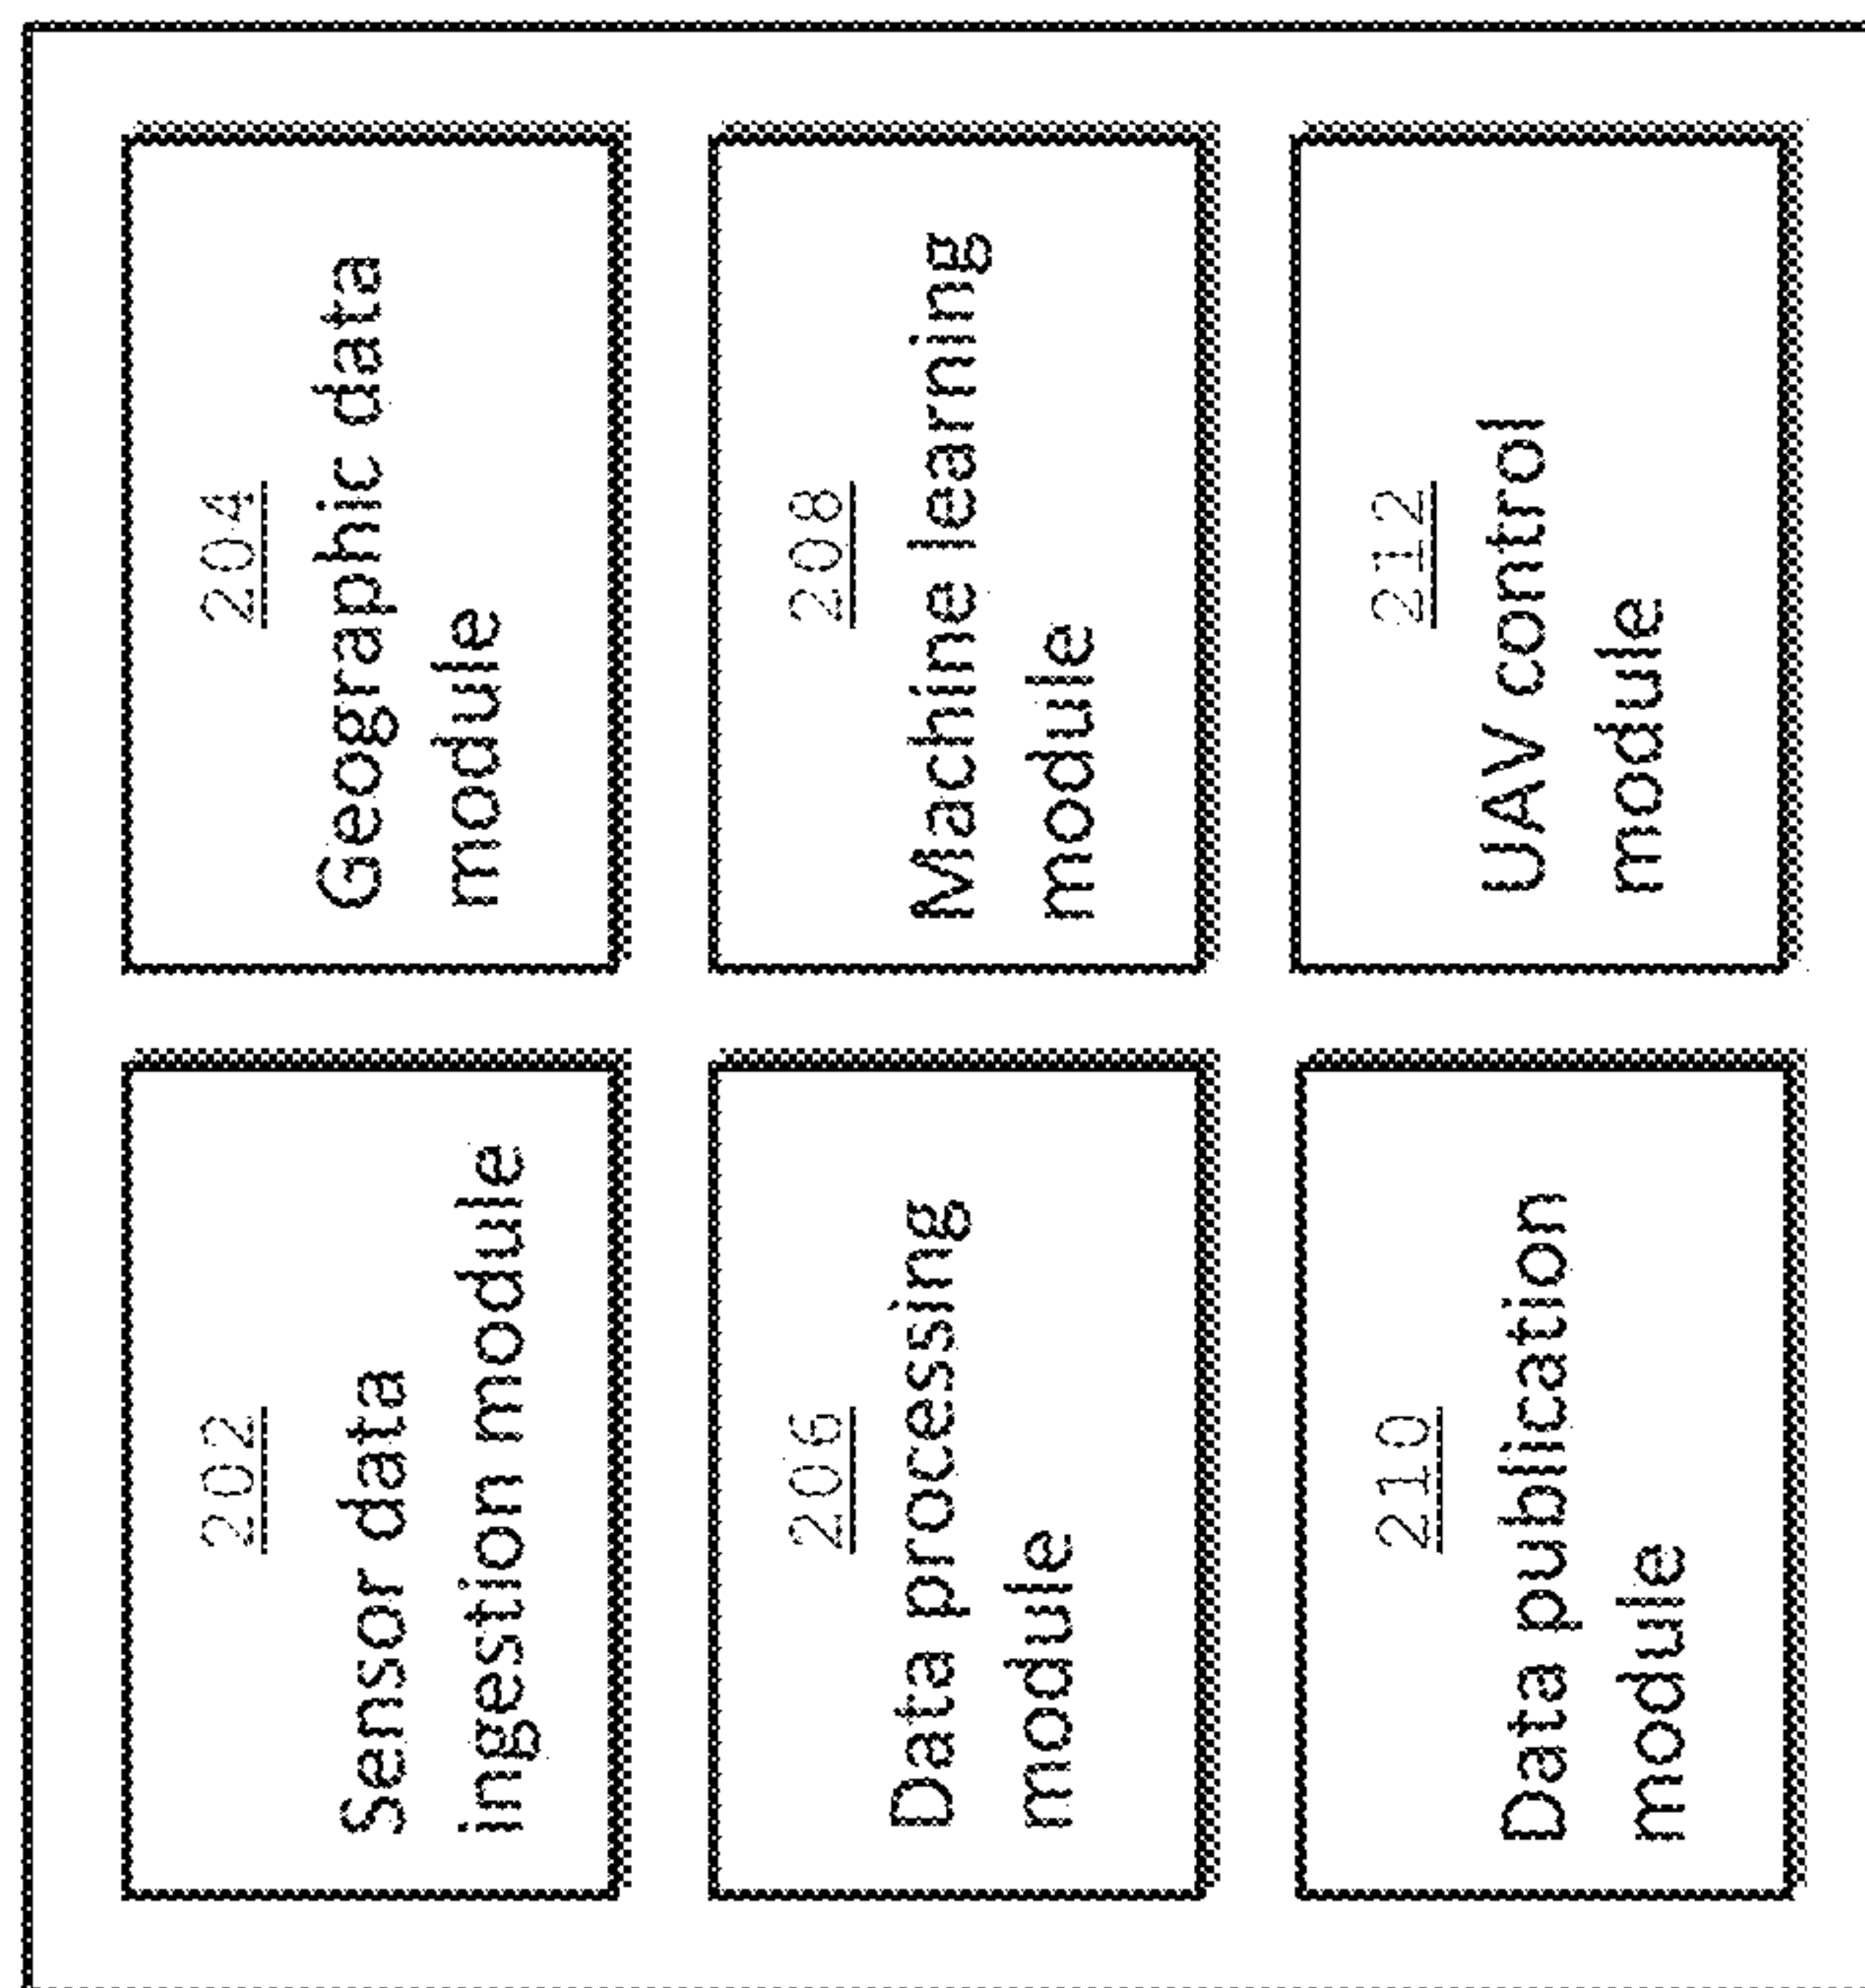 202
Sensor data
ingestion module
204
Geographic data
module
206
Data processing
module
208
Machine learning
module
210
Data publication
module
212
UAV control
module